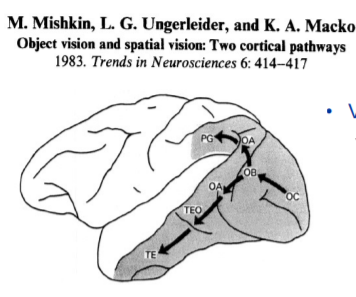 M. Mishkin, L. G. Ungerleider, and K. A. Macko
Object vision and spatial vision: Two cortical pathways
1983. Trends in Neurosciences 6: 414–417
PG
OA
OB
OA
OC
TEO
TE